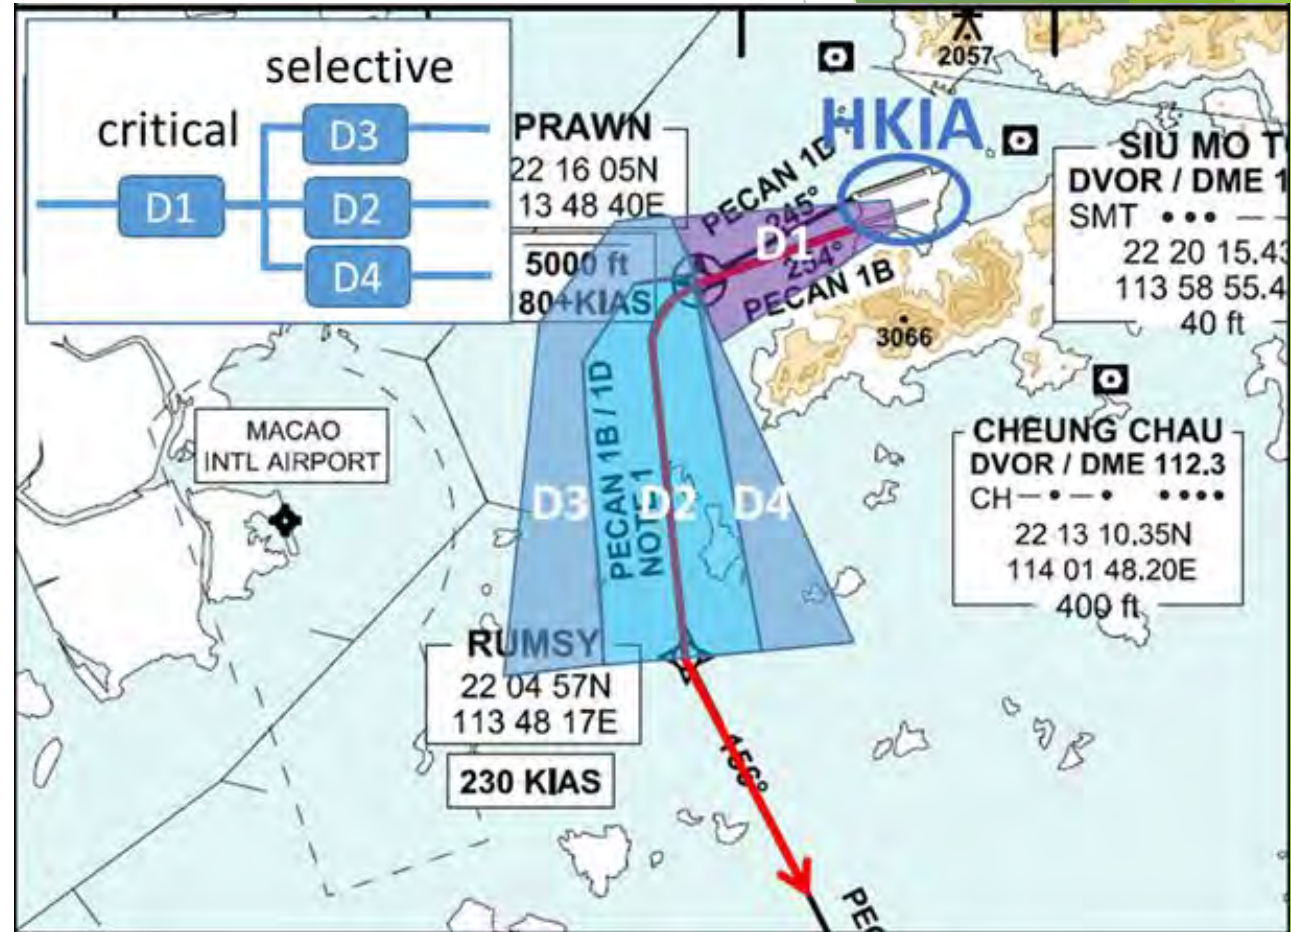 selective
critical
D3
D1
D2
D4
PRAWN
22 16 05N
13 48 40E
5000 ft
80+KIAS
PECAN 1D
245°
D1
254°
PECAN 1B
HKIA
2057
SIU MO T
DVOR / DME 1
SMT
22 20 15.43
113 58 55.4
40 ft
3066
MACAO
INTL AIRPORT
PECAN 1B / 1D
D3
D2
D4
CHEUNG CHAU
DVOR / DME 112.3
CH
22 13 10.35N
114 01 48.20E
400 ft
RUMSY
22 04 57N
113 48 17E
230 KIAS
PEC